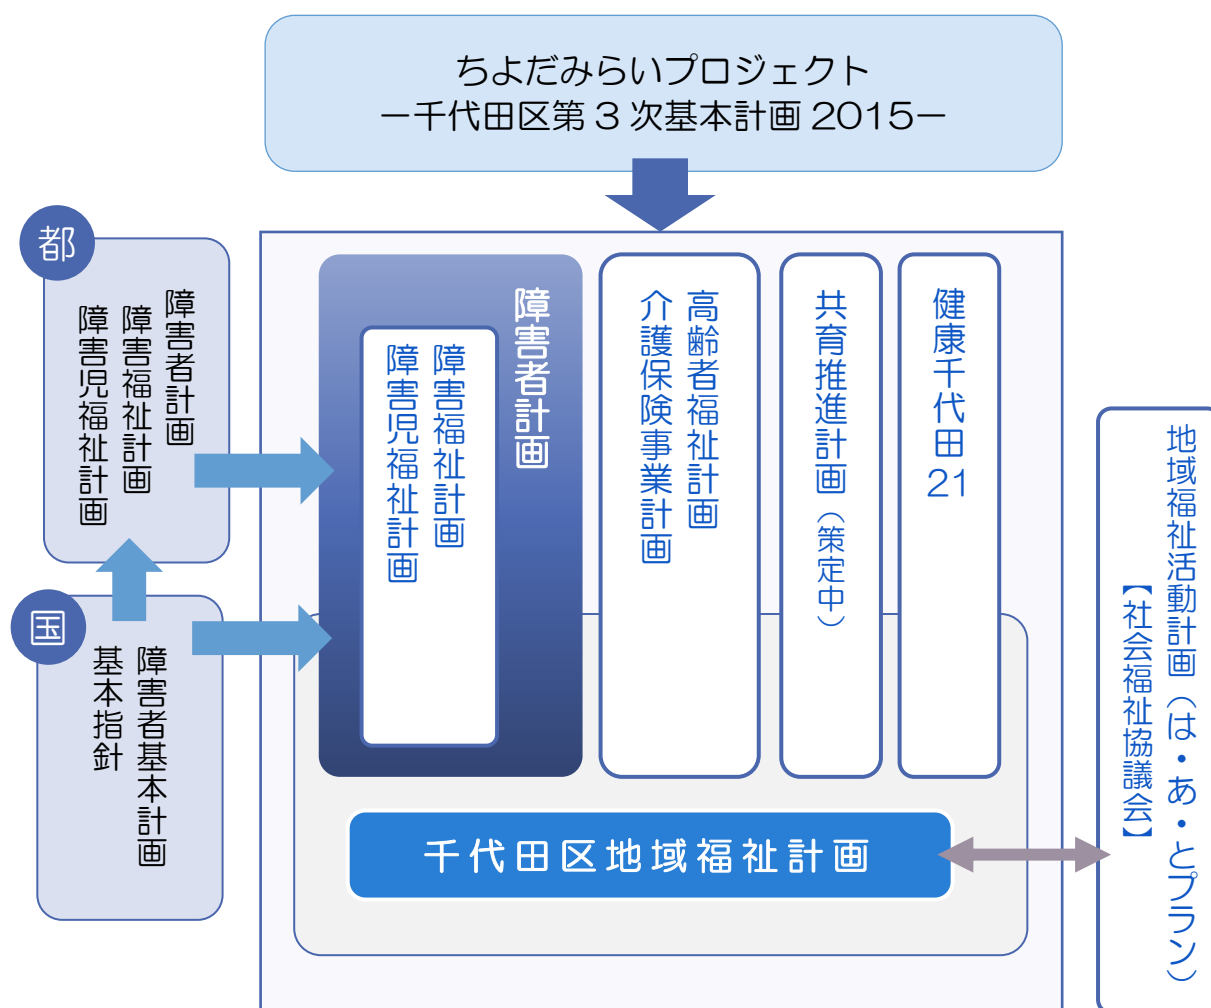 ちよだみらいプロジェクト
ー千代田区第3次基本計画2015ー
都
障害者計画
障害福祉計画
障害児福祉計画
国
障害者基本計画
基本指針
障害者計画
障害福祉計画
障害児福祉計画
高齢者福祉計画
介護保険事業計画
共育推進計画（策定中）
健康千代田21
千代田区地域福祉計画
地域福祉活動計画（は・あ・とプラン）
【社会福祉協議会】